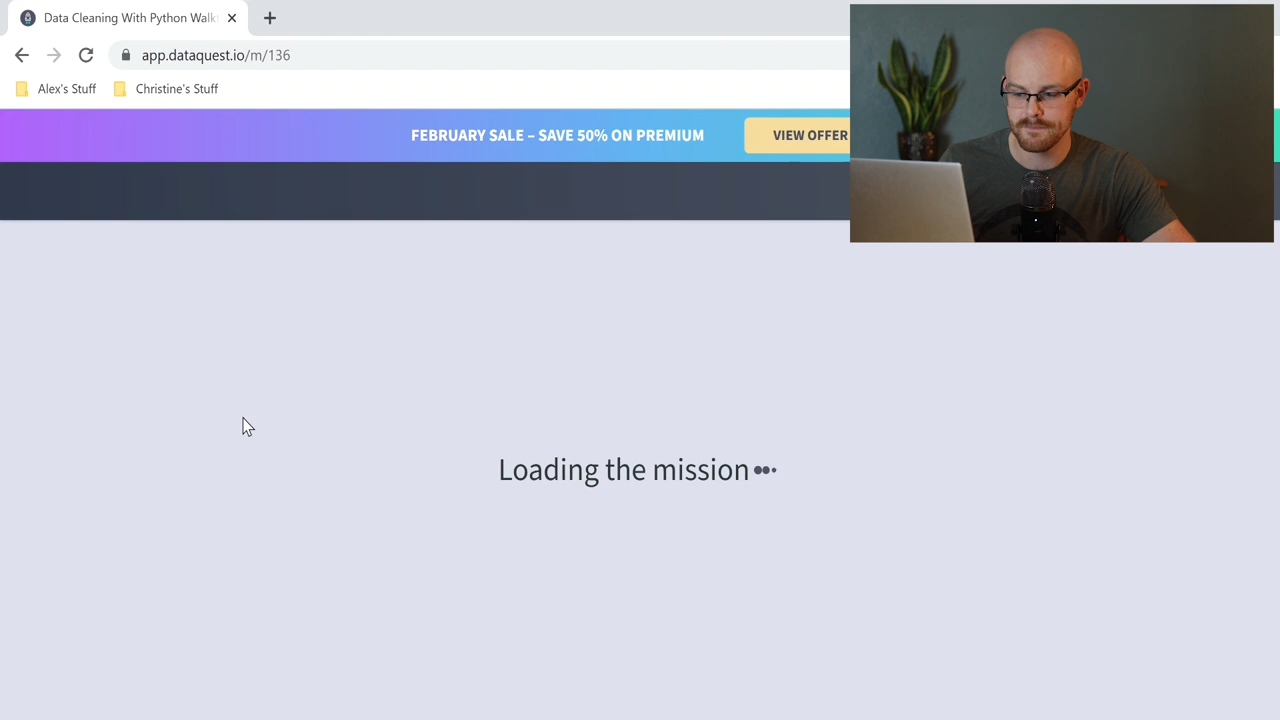 Data Cleaning With Python Walk
app.dataquest.io/m/136
Alex's Stuff
Christine's Stuff
FEBRUARY SALE – SAVE 50% ON PREMIUM
VIEW OFFER
Loading the mission